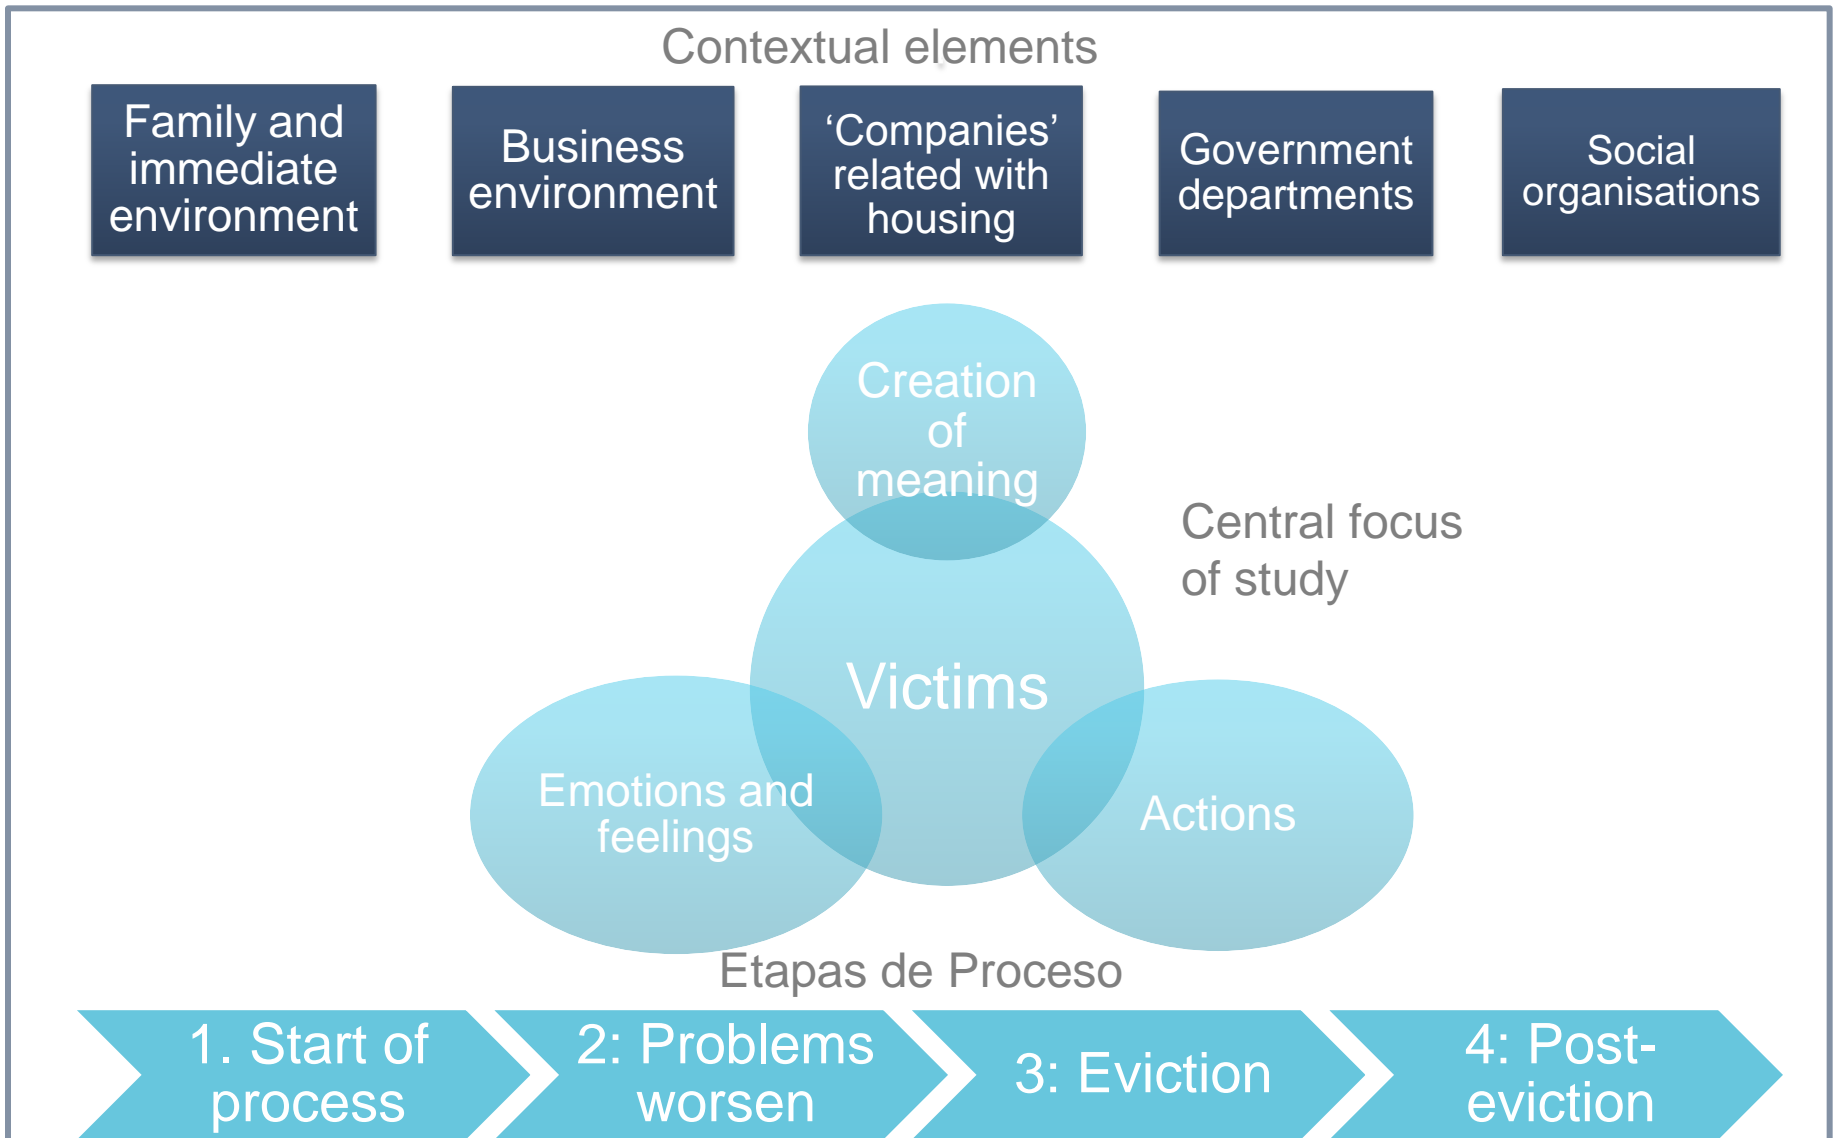 Contextual elements
Family and
immediate
environment
Business
environment
‘Companies’
related with
housing
Government
departments
Social
organisations
Creation
of
meaning
Central focus
of study
Victims
Emotions and
feelings
Actions
Etapas de Proceso
1. Start of
process
2: Problems
worsen
3: Eviction
4: Post-
eviction